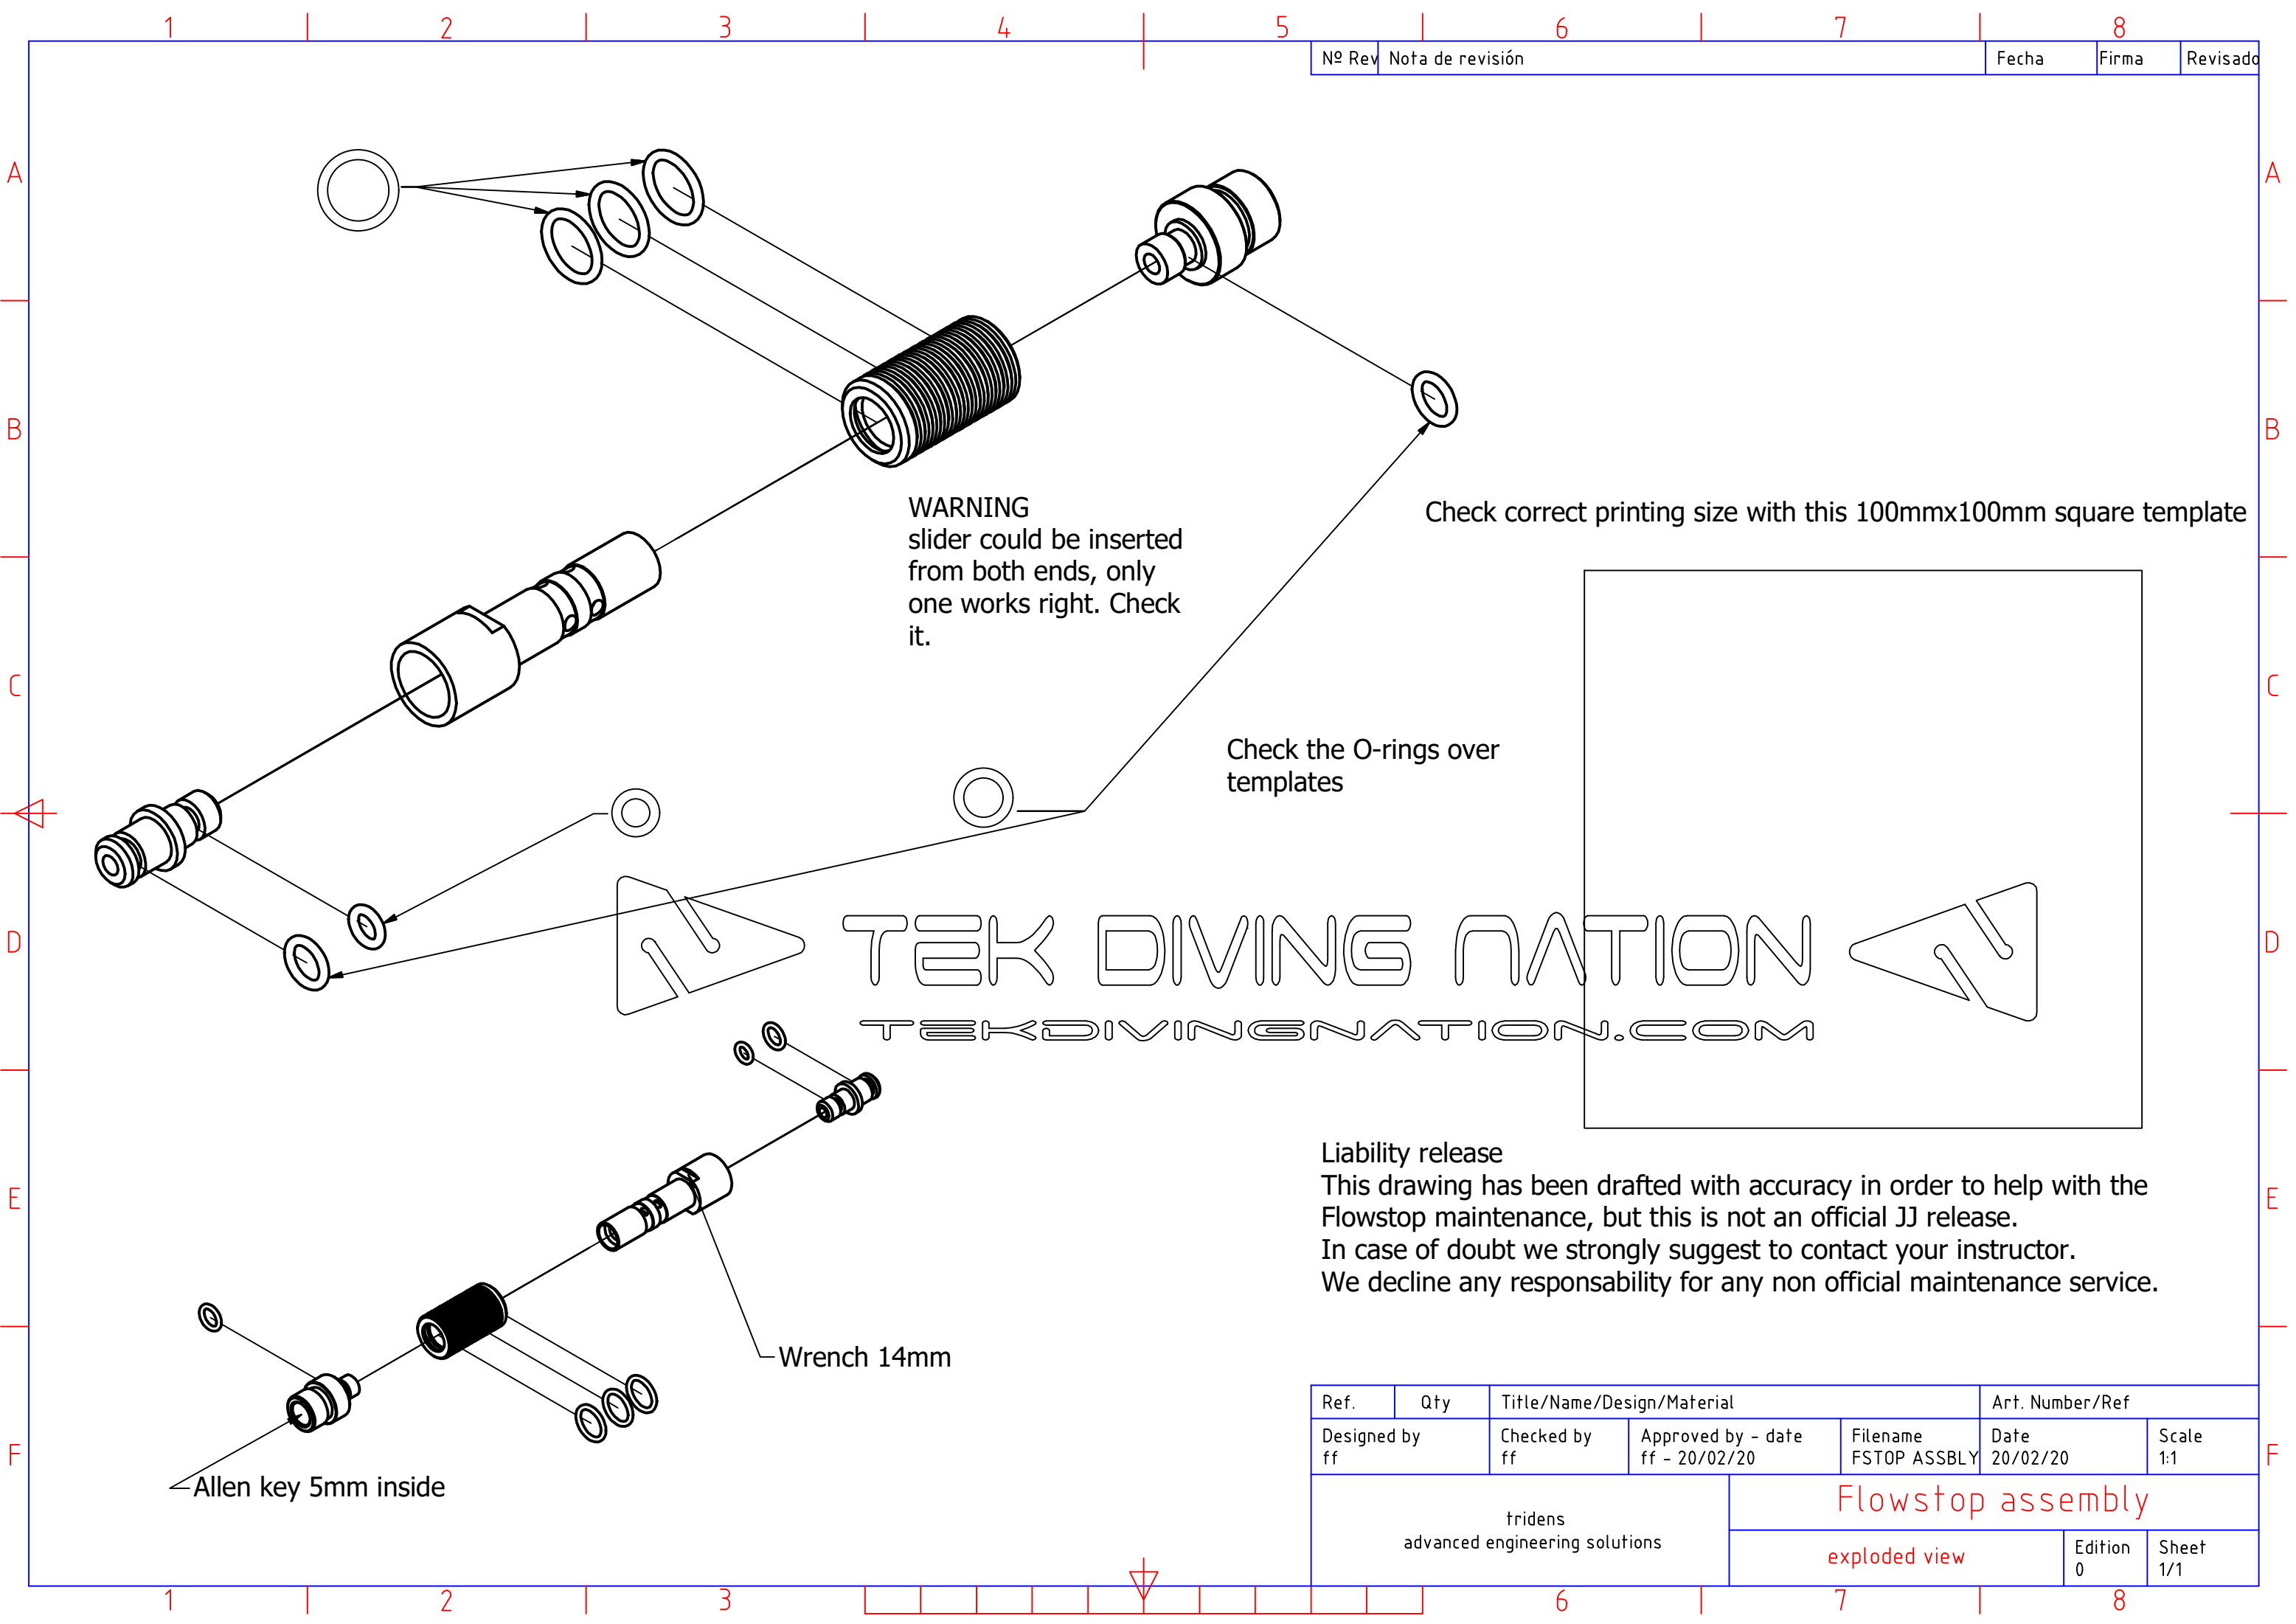 1 2 3 4 5 6 7 8
Nº Rev Nota de revisión Fecha Firma Revisado
A A
B B
WARNING
slider could be inserted
from both ends, only
one works right. Check
it.
Check correct printing size with this 100mmx100mm square template
C C
Check the O-rings over
templates
D D
TEK DIVING NATION
TEKDIVINGNATION.COM
E E
Liability release
This drawing has been drafted with accuracy in order to help with the
Flowstop maintenance, but this is not an official JJ release.
In case of doubt we strongly suggest to contact your instructor.
We decline any responsability for any non official maintenance service.
Wrench 14mm
Allen key 5mm inside
F F
Ref. Qty Title/Name/Design/Material Art. Number/Ref
Designed by Checked by Approved by - date Filename Date Scale
ff ff ff - 20/02/20 FSTOP ASSBLY 20/02/20 1:1
tridens
advanced engineering solutions
Flowstop assembly
exploded view
Edition Sheet
0 1/1
1 2 3 6 7 8